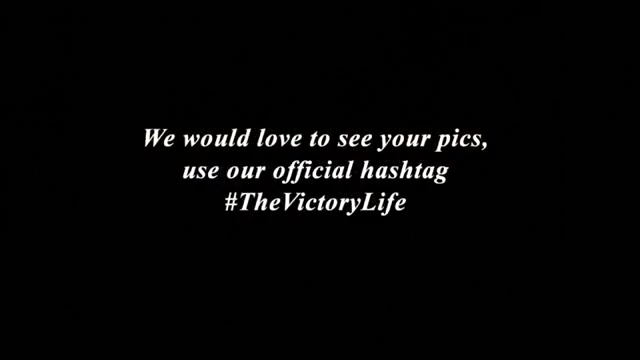 We would love to see your pics,
use our official hashtag
#TheVictoryLife